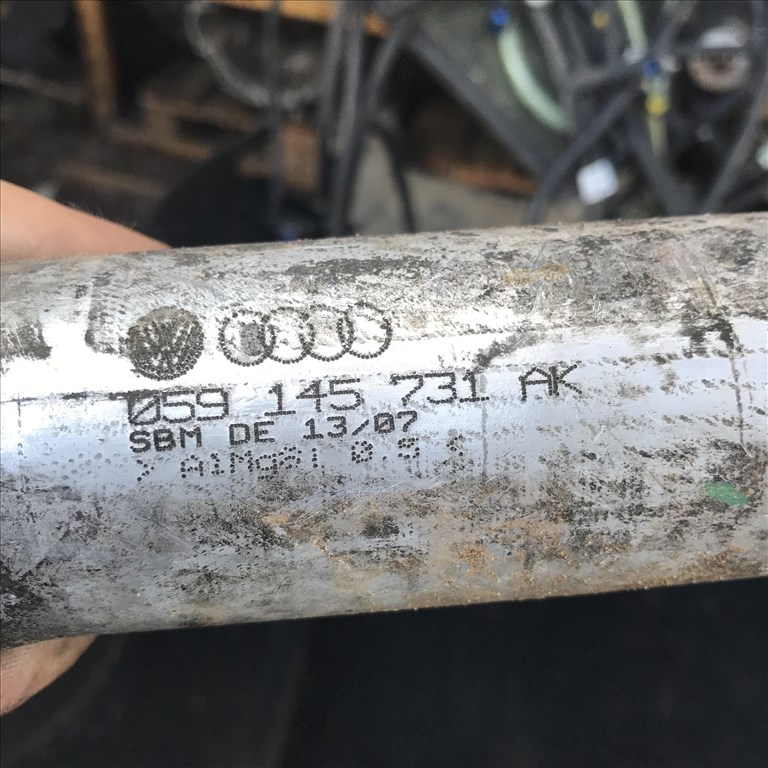 059 145 731 AK
SBM DE 13/07
> AlMgSi 0.5 <